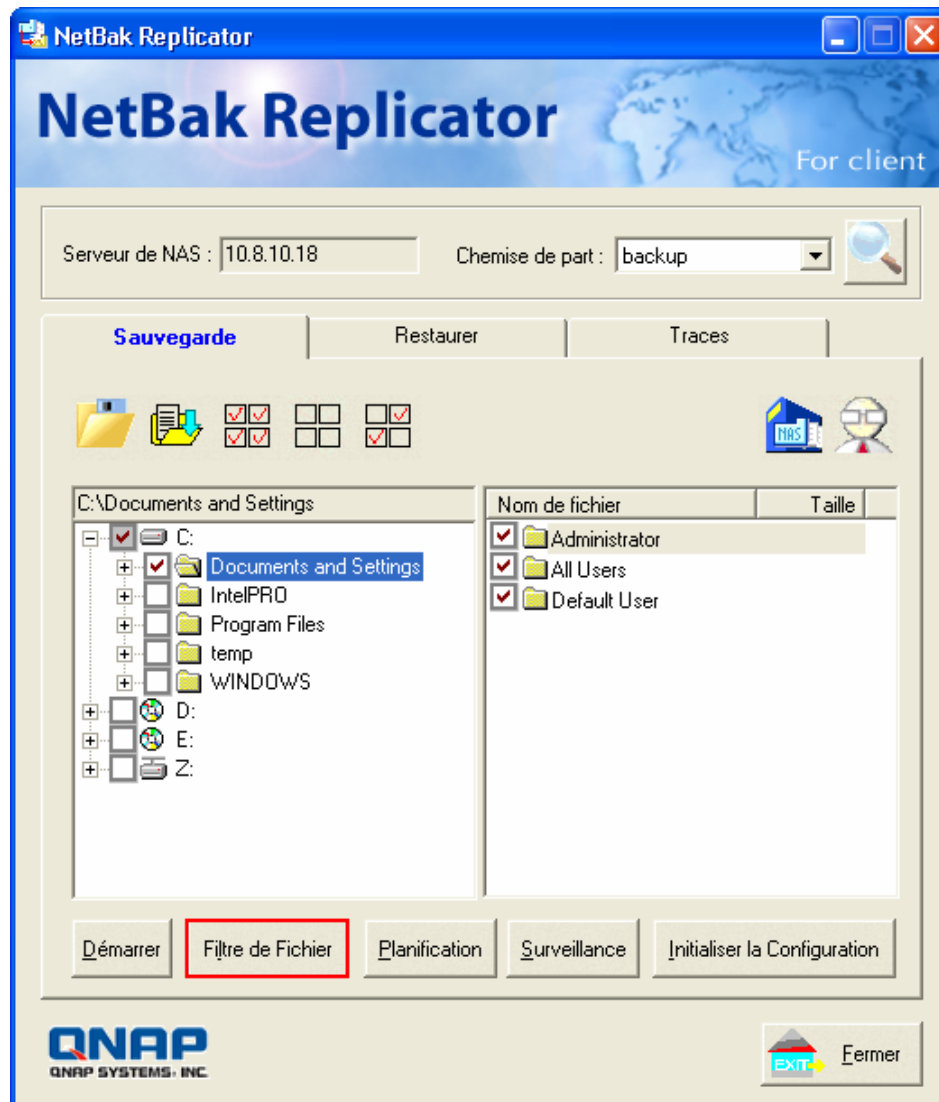 NetBak Replicator
NetBak Replicator
For client
Serveur de NAS : 10.8.10.18 Chemise de part : backup
Sauvegarde Restaurer Traces
NAS
C:\Documents and Settings
C:
Documents and Settings
IntelPRO
Program Files
temp
WINDOWS
D:
E:
Z:
Nom de fichier Taille
Administrator
All Users
Default User
Démarrer Filtre de Fichier Planification Surveillance Initialiser la Configuration
QNAP
QNAP SYSTEMS, INC
EXIT Fermer